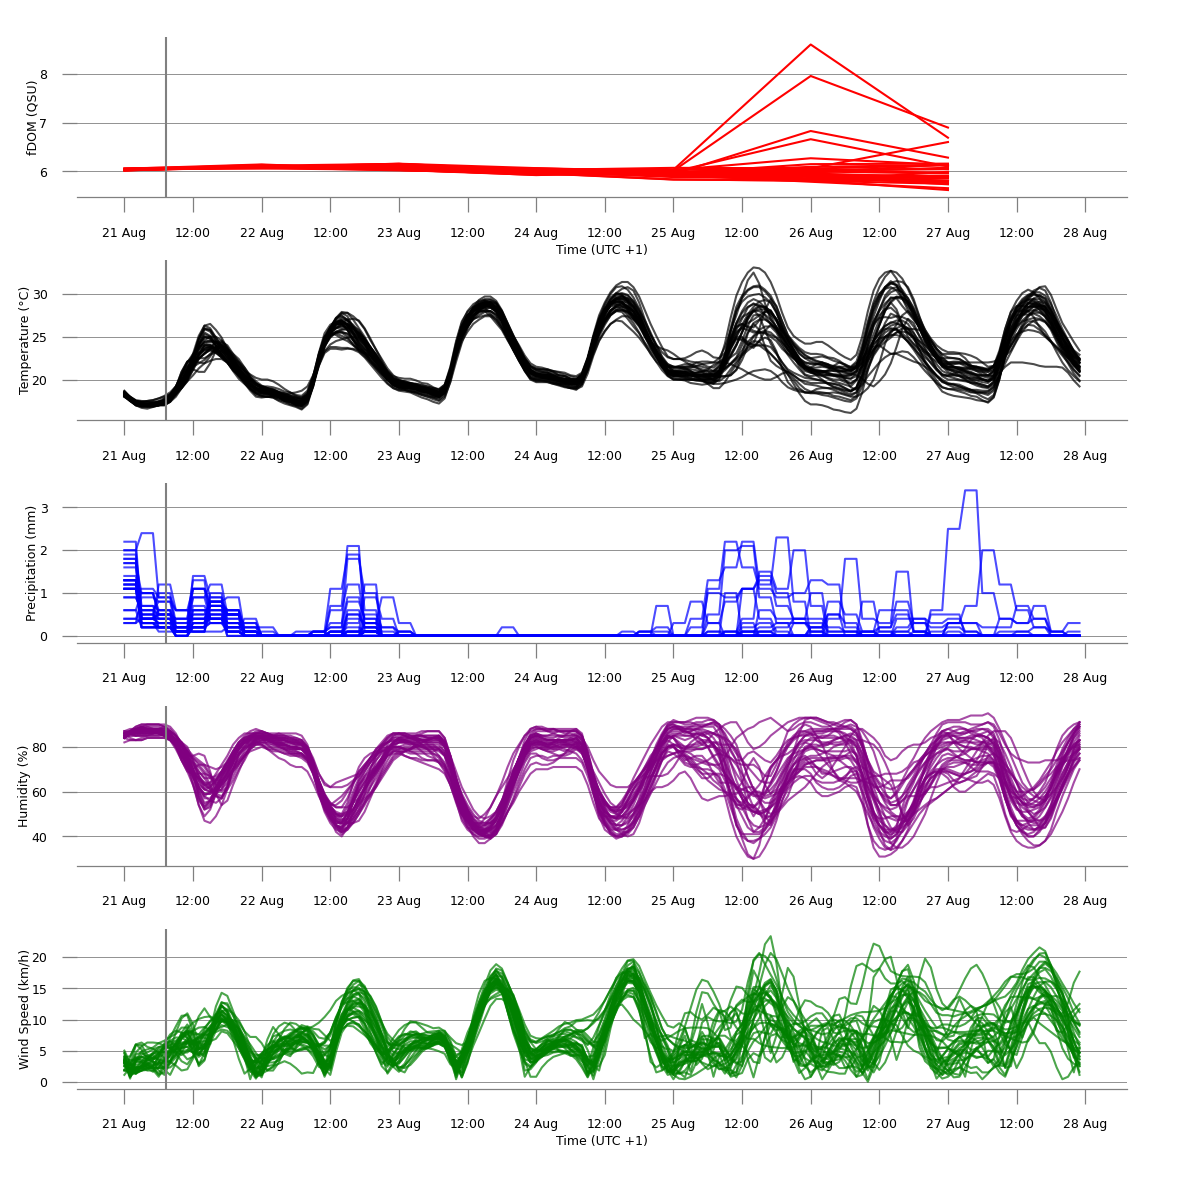 8
7
6
fDOM (QSU)
21 Aug 12:00 22 Aug 12:00 23 Aug 12:00 24 Aug 12:00 25 Aug 12:00 26 Aug 12:00 27 Aug 12:00 28 Aug
Time (UTC +1)
30
25
20
Temperature (°C)
21 Aug 12:00 22 Aug 12:00 23 Aug 12:00 24 Aug 12:00 25 Aug 12:00 26 Aug 12:00 27 Aug 12:00 28 Aug
3
2
1
0
Precipitation (mm)
21 Aug 12:00 22 Aug 12:00 23 Aug 12:00 24 Aug 12:00 25 Aug 12:00 26 Aug 12:00 27 Aug 12:00 28 Aug
80
60
40
Humidity (%)
21 Aug 12:00 22 Aug 12:00 23 Aug 12:00 24 Aug 12:00 25 Aug 12:00 26 Aug 12:00 27 Aug 12:00 28 Aug
20
15
10
5
0
Wind Speed (km/h)
21 Aug 12:00 22 Aug 12:00 23 Aug 12:00 24 Aug 12:00 25 Aug 12:00 26 Aug 12:00 27 Aug 12:00 28 Aug
Time (UTC +1)